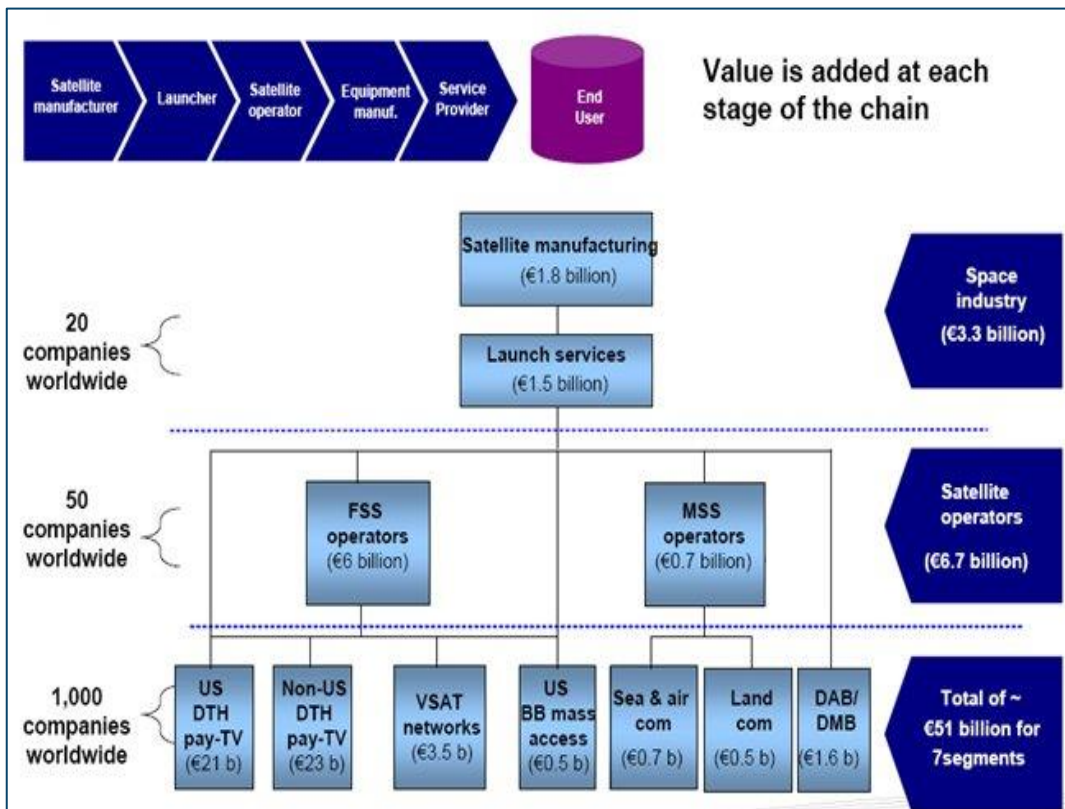 Satellite
manufacturer
Launcher
Satellite
operator
Equipment
manuf.
Service
Provider
End
User
Value is added at each
stage of the chain
Satellite manufacturing
(€1.8 billion)
Space
industry
(€3.3 billion)
20
companies
worldwide
Launch services
(€1.5 billion)
50
companies
worldwide
FSS
operators
(€6 billion)
MSS
operators
(€0.7 billion)
Satellite
operators
(€6.7 billion)
1,000
companies
worldwide
US
DTH
pay-TV
(€21 b)
Non-US
DTH
pay-TV
(€23 b)
VSAT
networks
(€3.5 b)
US
BB mass
access
(€0.5 b)
Sea & air
com
(€0.7 b)
Land
com
(€0.5 b)
DAB/
DMB
(€1.6 b)
Total of ~
€51 billion for
7segments